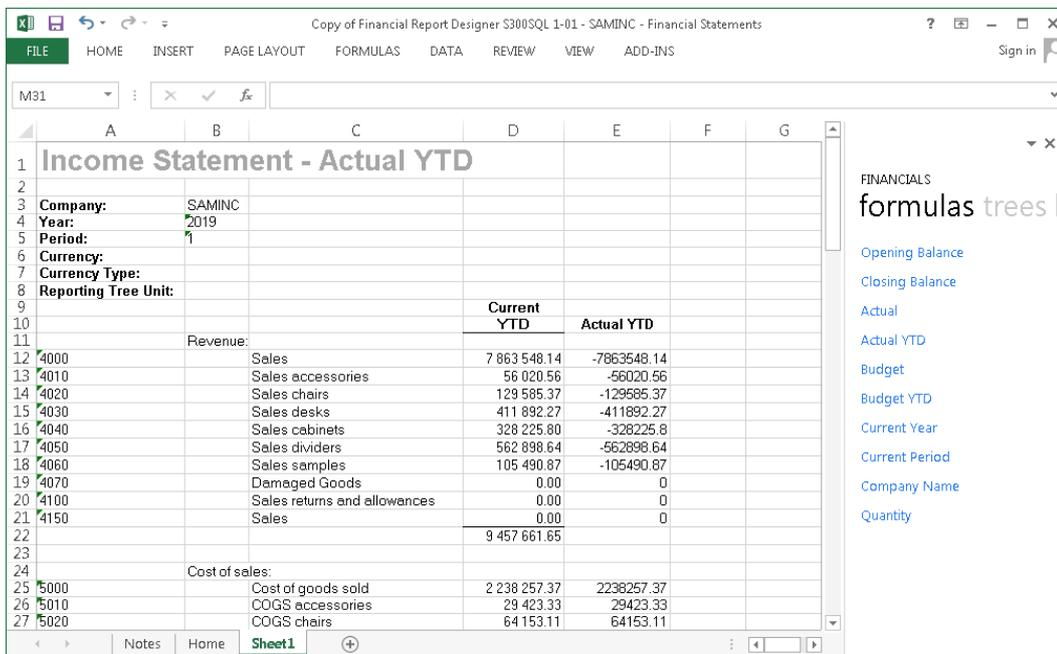 Copy of Financial Report Designer S300SQL 1-01 - SAMINC - Financial Statements
FILE HOME INSERT PAGE LAYOUT FORMULAS DATA REVIEW VIEW ADD-INS Sign in
M31 fx
A B C D E F G
1 Income Statement - Actual YTD
2
3 Company: SAMINC
4 Year: 2019
5 Period: 1
6 Currency:
7 Currency Type:
8 Reporting Tree Unit:
9 Current
10 YTD Actual YTD
11 Revenue:
12 4000 Sales 7 863 548.14 -7863548.14
13 4010 Sales accessories 56 020.56 -56020.56
14 4020 Sales chairs 129 585.37 -129585.37
15 4030 Sales desks 411 892.27 -411892.27
16 4040 Sales cabinets 328 225.80 -328225.8
17 4050 Sales dividers 562 898.64 -562898.64
18 4060 Sales samples 105 490.87 -105490.87
19 4070 Damaged Goods 0.00 0
20 4100 Sales returns and allowances 0.00 0
21 4150 Sales 0.00 0
22 9 457 661.65
23
24 Cost of sales:
25 5000 Cost of goods sold 2 238 257.37 2238257.37
26 5010 COGS accessories 29 423.33 29423.33
27 5020 COGS chairs 64 153.11 64153.11
Notes Home Sheet1
FINANCIALS
formulas trees
Opening Balance
Closing Balance
Actual
Actual YTD
Budget
Budget YTD
Current Year
Current Period
Company Name
Quantity